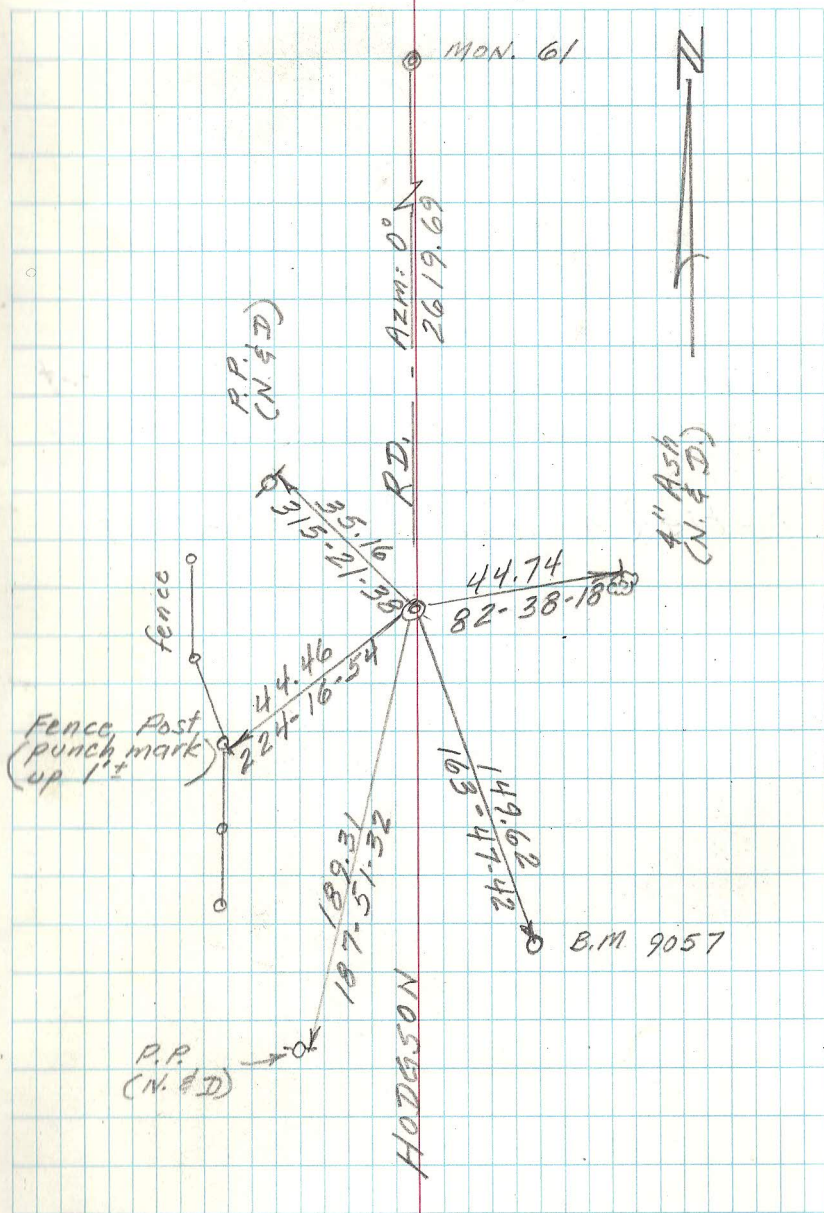 MON. 61
N
Azm: 0°
2619.69
P.P.
(N. & D)
RD.
4" Ash
(N. & D.)
35.16
315-21-38
44.74
82-38-18
fence
44.46
224-16-54
Fence Post
(punch mark
up 1'±)
149.62
163-47-42
189.31
187-51-32
B.M 9057
HODGSON
P.P.
(N. & D)